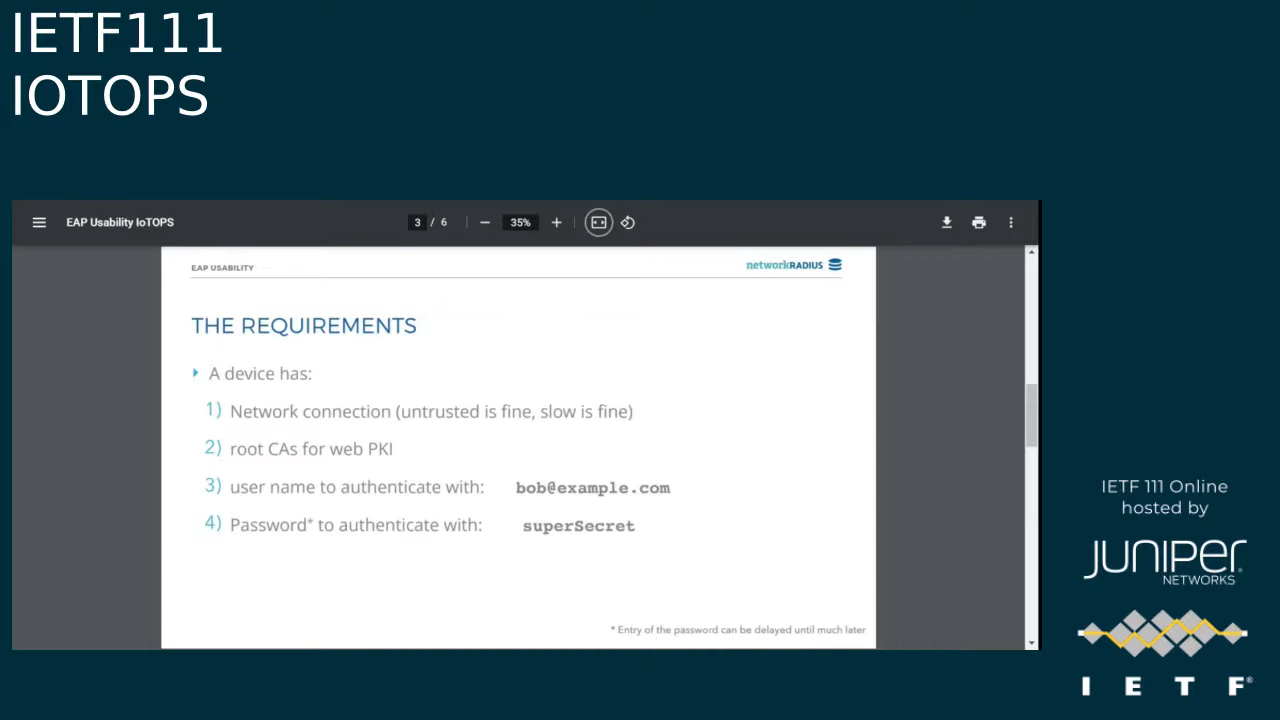 IETF111
IOTOPS
EAP Usability IoTOPS
3 / 6
35%
EAP USABILITY
networkRADIUS
THE REQUIREMENTS
A device has:
1) Network connection (untrusted is fine, slow is fine)
2) root CAs for web PKI
3) user name to authenticate with: bob@example.com
4) Password* to authenticate with: superSecret
* Entry of the password can be delayed until much later
IETF 111 Online
hosted by
JUNIPER
NETWORKS
I E T F®